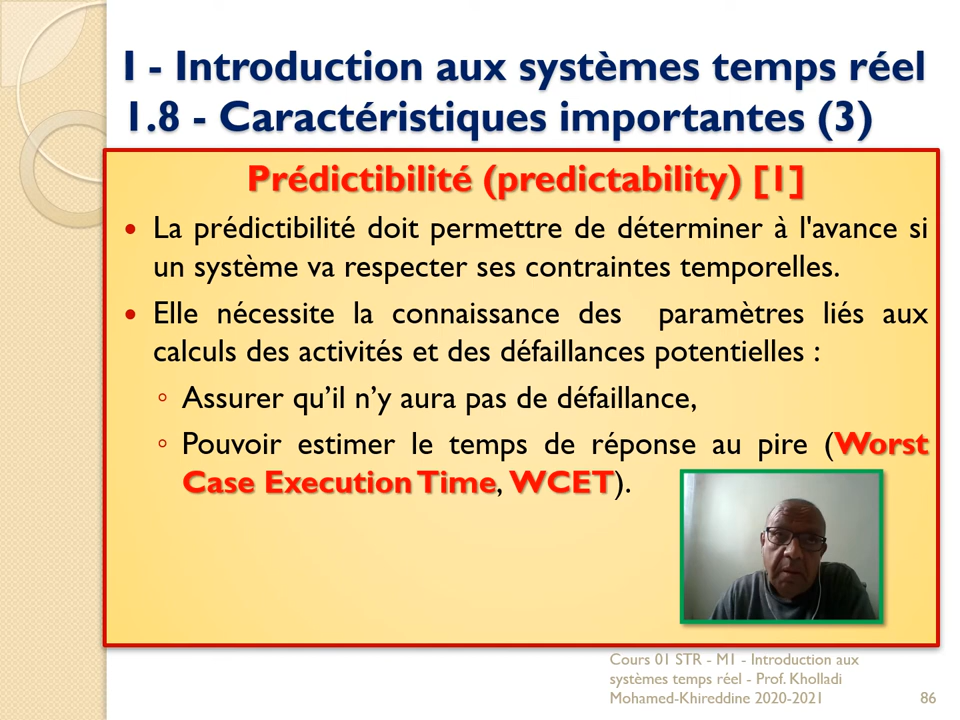 I - Introduction aux systèmes temps réel
1.8 - Caractéristiques importantes (3)
Prédictibilité (predictability) [1]
• La prédictibilité doit permettre de déterminer à l'avance si
un système va respecter ses contraintes temporelles.
• Elle nécessite la connaissance des paramètres liés aux
calculs des activités et des défaillances potentielles :
◦ Assurer qu’il n’y aura pas de défaillance,
◦ Pouvoir estimer le temps de réponse au pire (Worst
Case Execution Time, WCET).
Cours 01 STR - M1 - Introduction aux
systèmes temps réel - Prof. Kholladi
Mohamed-Khireddine 2020-2021
86